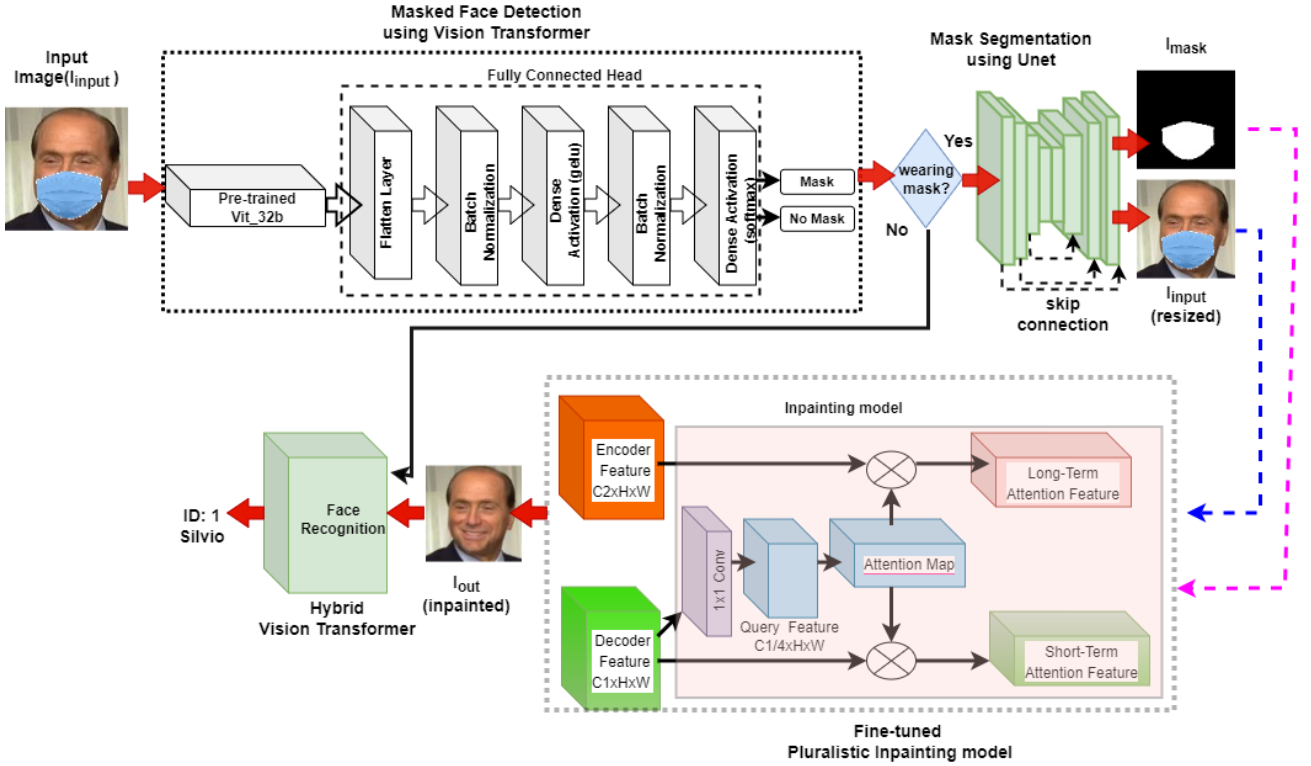 Masked Face Detection
using Vision Transformer
Input
Image(I_input )
Fully Connected Head
Pre-trained
Vit_32b
Flatten Layer
Batch
Normalization
Dense
Activation (gelu)
Batch
Normalization
Dense Activation
(softmax)
Mask
No Mask
wearing
mask?
Yes
No
Mask Segmentation
using Unet
I_mask
skip
connection
I_input
(resized)
Inpainting model
Encoder
Feature
C2xHxW
Long-Term
Attention Feature
1x1 Conv
Query Feature
C1/4xHxW
Attention Map
Decoder
Feature
C1xHxW
Short-Term
Attention Feature
Fine-tuned
Pluralistic Inpainting model
I_out
(inpainted)
Face
Recognition
Hybrid
Vision Transformer
ID: 1
Silvio